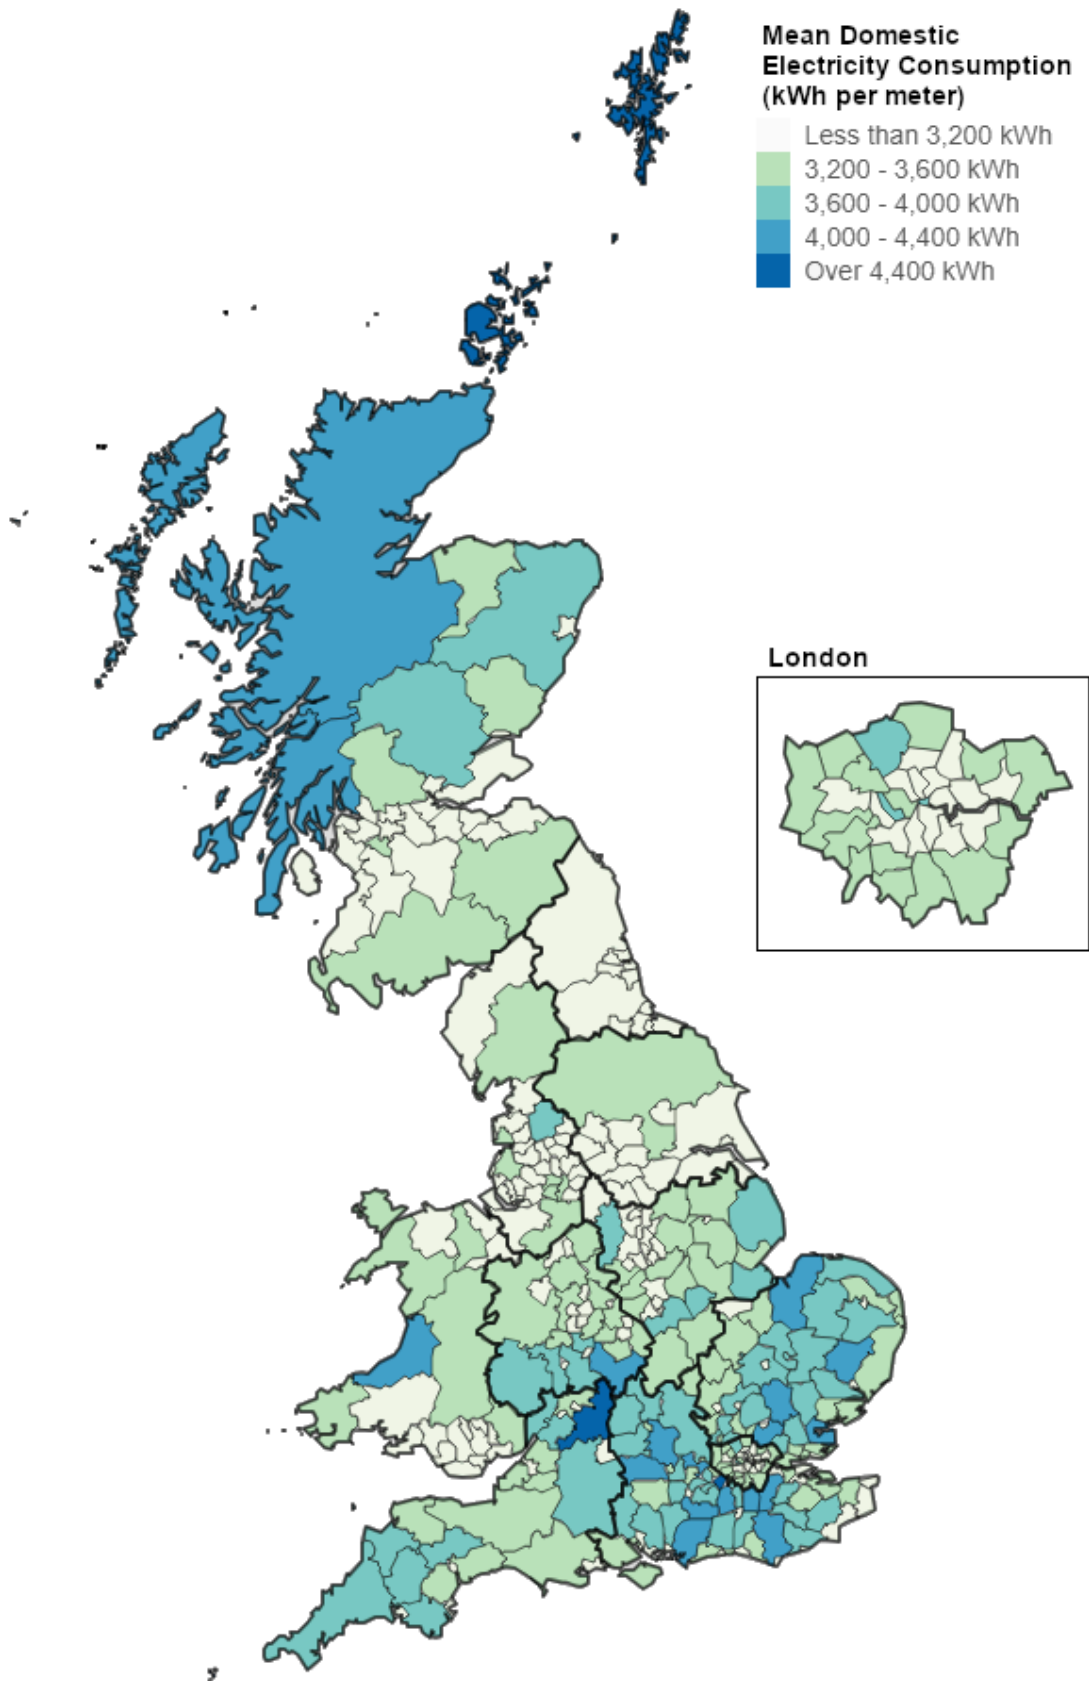 Mean Domestic
Electricity Consumption
(kWh per meter)
Less than 3,200 kWh
3,200 - 3,600 kWh
3,600 - 4,000 kWh
4,000 - 4,400 kWh
Over 4,400 kWh
London